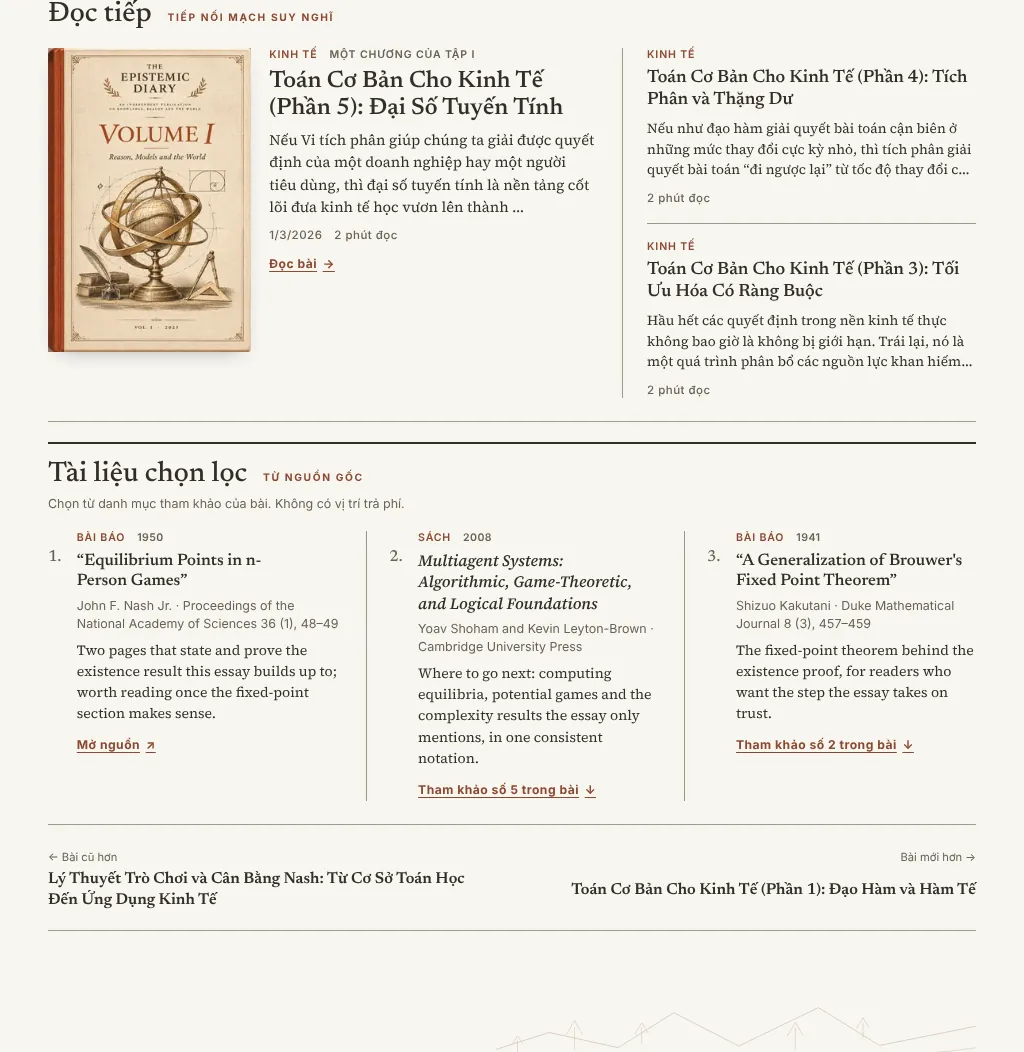 Đọc tiếp TIẾP NỐI MẠCH SUY NGHĨ
THE
EPISTEMIC
DIARY
AN INDEPENDENT PUBLICATION
VOLUME I
Reason, Models and the World
VOL. I · 2025
KINH TẾ MỘT CHƯƠNG CỦA TẬP I
Toán Cơ Bản Cho Kinh Tế
(Phần 5): Đại Số Tuyến Tính
Nếu Vi tích phân giúp chúng ta giải được quyết
định của một doanh nghiệp hay một người
tiêu dùng, thì đại số tuyến tính là nền tảng cốt
lõi đưa kinh tế học vươn lên thành ...
1/3/2026 2 phút đọc
Đọc bài →
KINH TẾ
Toán Cơ Bản Cho Kinh Tế (Phần 4): Tích
Phân và Thặng Dư
Nếu như đạo hàm giải quyết bài toán cận biên ở
những mức thay đổi cực kỳ nhỏ, thì tích phân giải
quyết bài toán “đi ngược lại” từ tốc độ thay đổi c...
2 phút đọc
KINH TẾ
Toán Cơ Bản Cho Kinh Tế (Phần 3): Tối
Ưu Hóa Có Ràng Buộc
Hầu hết các quyết định trong nền kinh tế thực
không bao giờ là không bị giới hạn. Trái lại, nó là
một quá trình phân bổ các nguồn lực khan hiếm...
2 phút đọc
Tài liệu chọn lọc TỪ NGUỒN GỐC
Chọn từ danh mục tham khảo của bài. Không có vị trí trả phí.
1.
BÀI BÁO 1950
“Equilibrium Points in n-
Person Games”
John F. Nash Jr. · Proceedings of the
National Academy of Sciences 36 (1), 48–49
Two pages that state and prove the
existence result this essay builds up to;
worth reading once the fixed-point
section makes sense.
Mở nguồn ↗
2.
SÁCH 2008
Multiagent Systems:
Algorithmic, Game-Theoretic,
and Logical Foundations
Yoav Shoham and Kevin Leyton-Brown ·
Cambridge University Press
Where to go next: computing
equilibria, potential games and the
complexity results the essay only
mentions, in one consistent
notation.
Tham khảo số 5 trong bài ↓
3.
BÀI BÁO 1941
“A Generalization of Brouwer's
Fixed Point Theorem”
Shizuo Kakutani · Duke Mathematical
Journal 8 (3), 457–459
The fixed-point theorem behind the
existence proof, for readers who
want the step the essay takes on
trust.
Tham khảo số 2 trong bài ↓
← Bài cũ hơn
Lý Thuyết Trò Chơi và Cân Bằng Nash: Từ Cơ Sở Toán Học
Đến Ứng Dụng Kinh Tế
Bài mới hơn →
Toán Cơ Bản Cho Kinh Tế (Phần 1): Đạo Hàm và Hàm Tế